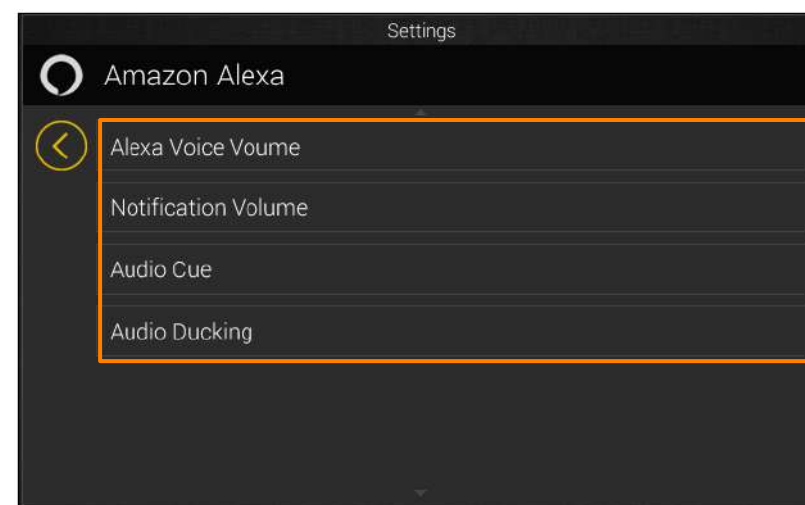 Settings
Amazon Alexa
Alexa Voice Voume
Notification Volume
Audio Cue
Audio Ducking